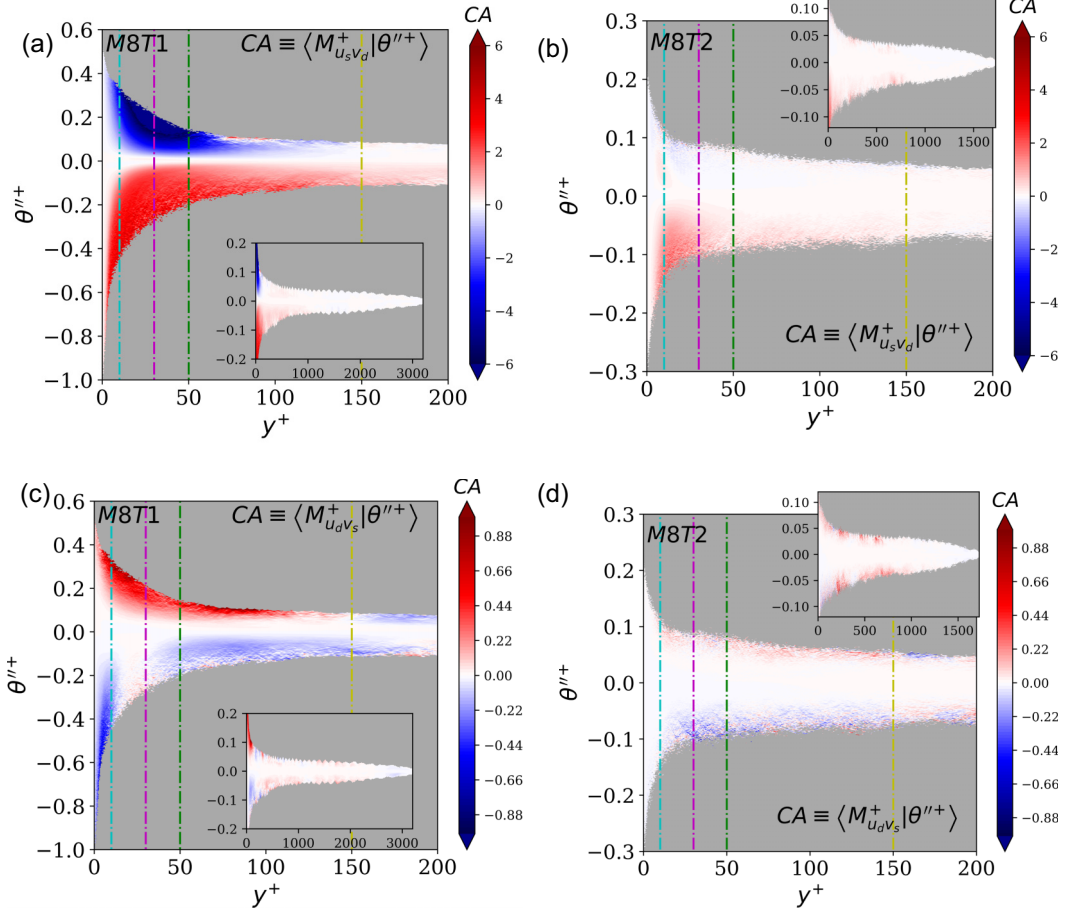 (a)
M8T1
CA ≡ ⟨M⁺_{u_s v_d}|θ''⁺⟩
CA
0.6
0.4
0.2
0.0
−0.2
−0.4
−0.6
−0.8
−1.0
θ''⁺
0 50 100 150 200
y⁺
6
4
2
0
−2
−4
−6
0.2
0.1
0.0
−0.1
−0.2
0 1000 2000 3000
(b)
M8T2
CA ≡ ⟨M⁺_{u_s v_d}|θ''⁺⟩
CA
0.3
0.2
0.1
0.0
−0.1
−0.2
−0.3
θ''⁺
0 50 100 150 200
y⁺
6
4
2
0
−2
−4
−6
0.10
0.05
0.00
−0.05
−0.10
0 500 1000 1500
(c)
M8T1
CA ≡ ⟨M⁺_{u_d v_s}|θ''⁺⟩
CA
0.6
0.4
0.2
0.0
−0.2
−0.4
−0.6
−0.8
−1.0
θ''⁺
0 50 100 150 200
y⁺
0.88
0.66
0.44
0.22
0.00
−0.22
−0.44
−0.66
−0.88
0.2
0.1
0.0
−0.1
−0.2
0 1000 2000 3000
(d)
M8T2
CA ≡ ⟨M⁺_{u_d v_s}|θ''⁺⟩
CA
0.3
0.2
0.1
0.0
−0.1
−0.2
−0.3
θ''⁺
0 50 100 150 200
y⁺
0.88
0.66
0.44
0.22
0.00
−0.22
−0.44
−0.66
−0.88
0.10
0.05
0.00
−0.05
−0.10
0 500 1000 1500